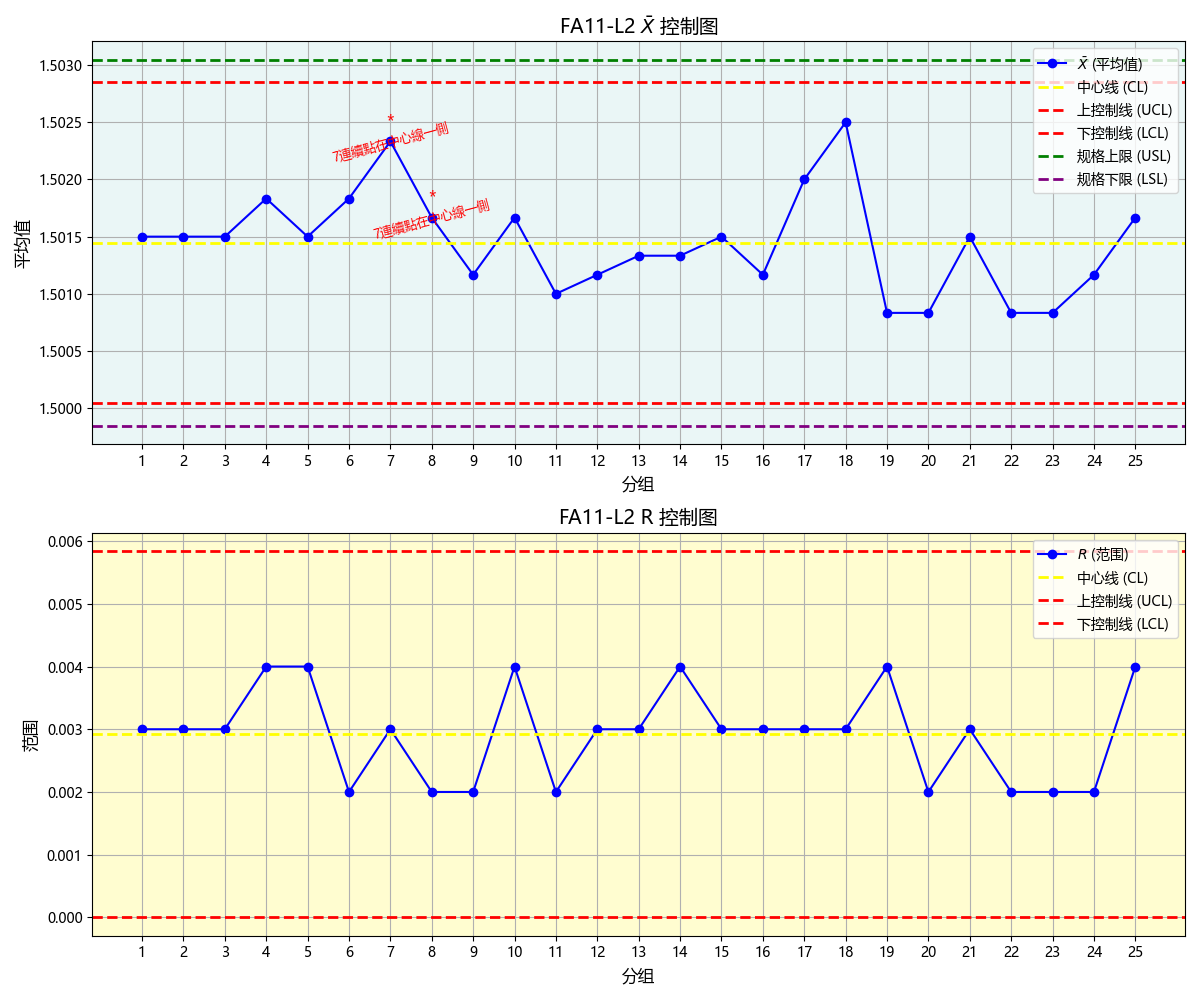 FA11-L2 X̄ 控制图
平均值
1.5030
1.5025
1.5020
1.5015
1.5010
1.5005
1.5000
*
7連續點在中心線一側
*
7連續點在中心線一側
X̄ (平均值)
中心线 (CL)
上控制线 (UCL)
下控制线 (LCL)
规格上限 (USL)
规格下限 (LSL)
1 2 3 4 5 6 7 8 9 10 11 12 13 14 15 16 17 18 19 20 21 22 23 24 25
分组
FA11-L2 R 控制图
范围
0.006
0.005
0.004
0.003
0.002
0.001
0.000
R (范围)
中心线 (CL)
上控制线 (UCL)
下控制线 (LCL)
1 2 3 4 5 6 7 8 9 10 11 12 13 14 15 16 17 18 19 20 21 22 23 24 25
分组